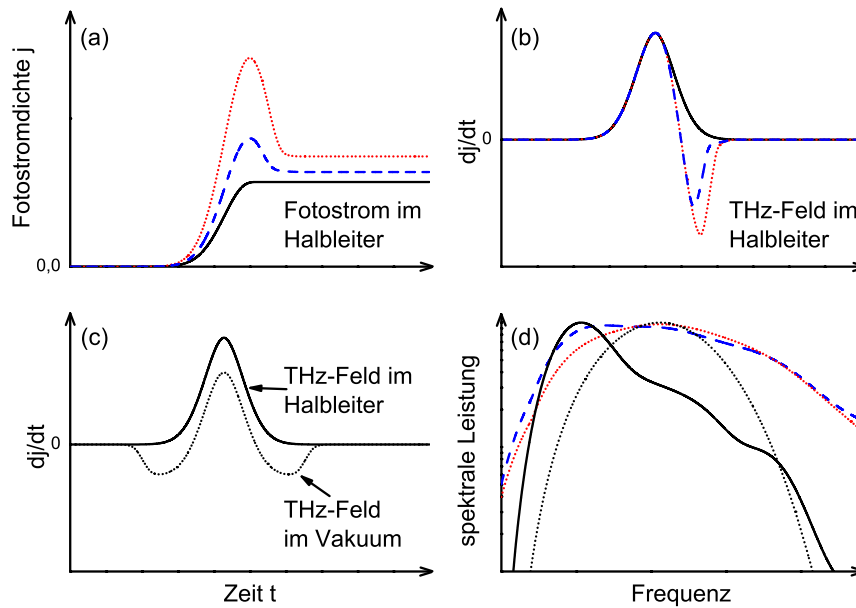 (a)
Fotostromdichte j
0,0
Fotostrom im
Halbleiter
(b)
dj/dt
0
THz-Feld im
Halbleiter
(c)
dj/dt
0
THz-Feld im
Halbleiter
THz-Feld
im Vakuum
Zeit t
(d)
spektrale Leistung
Frequenz